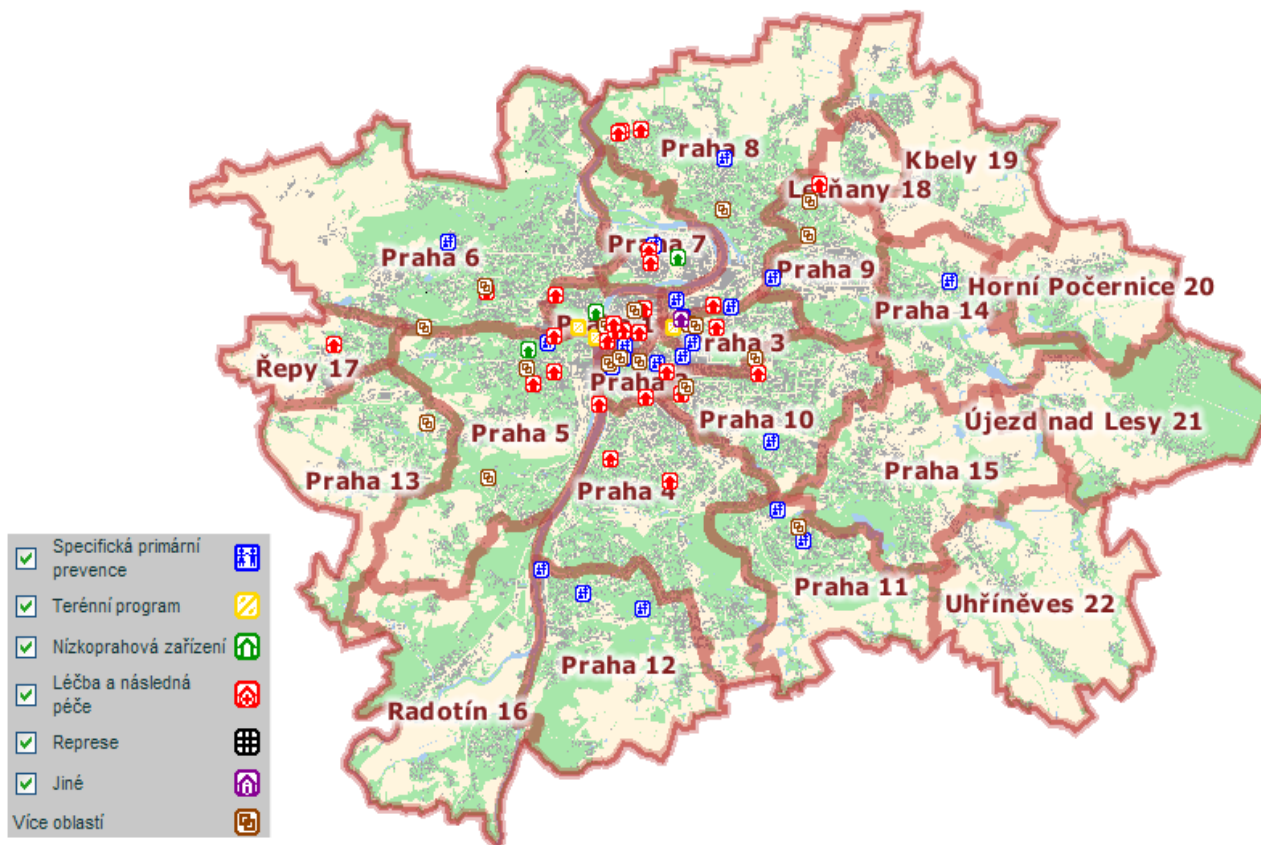 Praha 8
Kbely 19
Letňany 18
Praha 7
Praha 6
Praha 9
Horní Počernice 20
Praha 14
Praha 3
Řepy 17
Praha 2
Praha 5
Praha 10
Újezd nad Lesy 21
Praha 13
Praha 4
Praha 15
Praha 11
Uhříněves 22
Praha 12
Radotín 16
Specifická primární
prevence
Terénní program
Nízkoprahová zařízení
Léčba a následná
péče
Represe
Jiné
Více oblastí